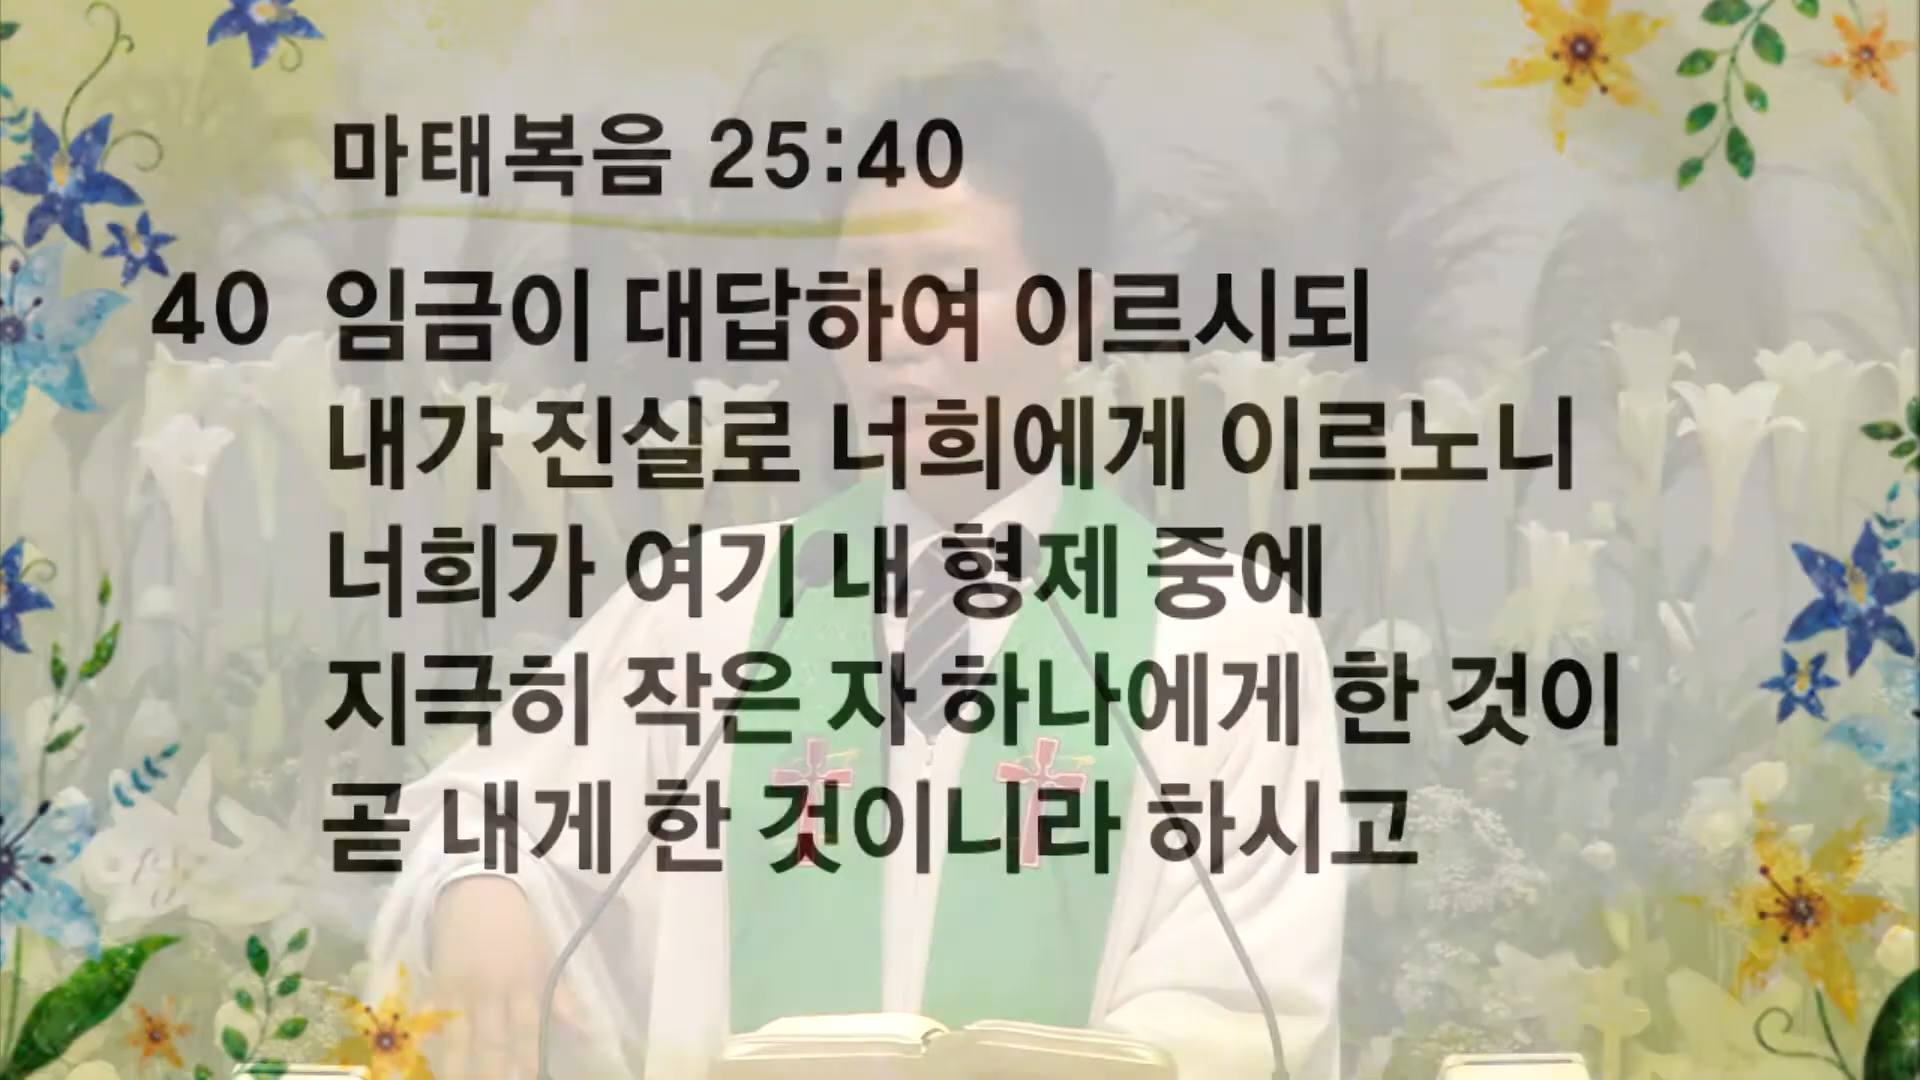 마태복음 25:40
40 임금이 대답하여 이르시되
내가 진실로 너희에게 이르노니
너희가 여기 내 형제 중에
지극히 작은 자 하나에게 한 것이
곧 내게 한 것이니라 하시고